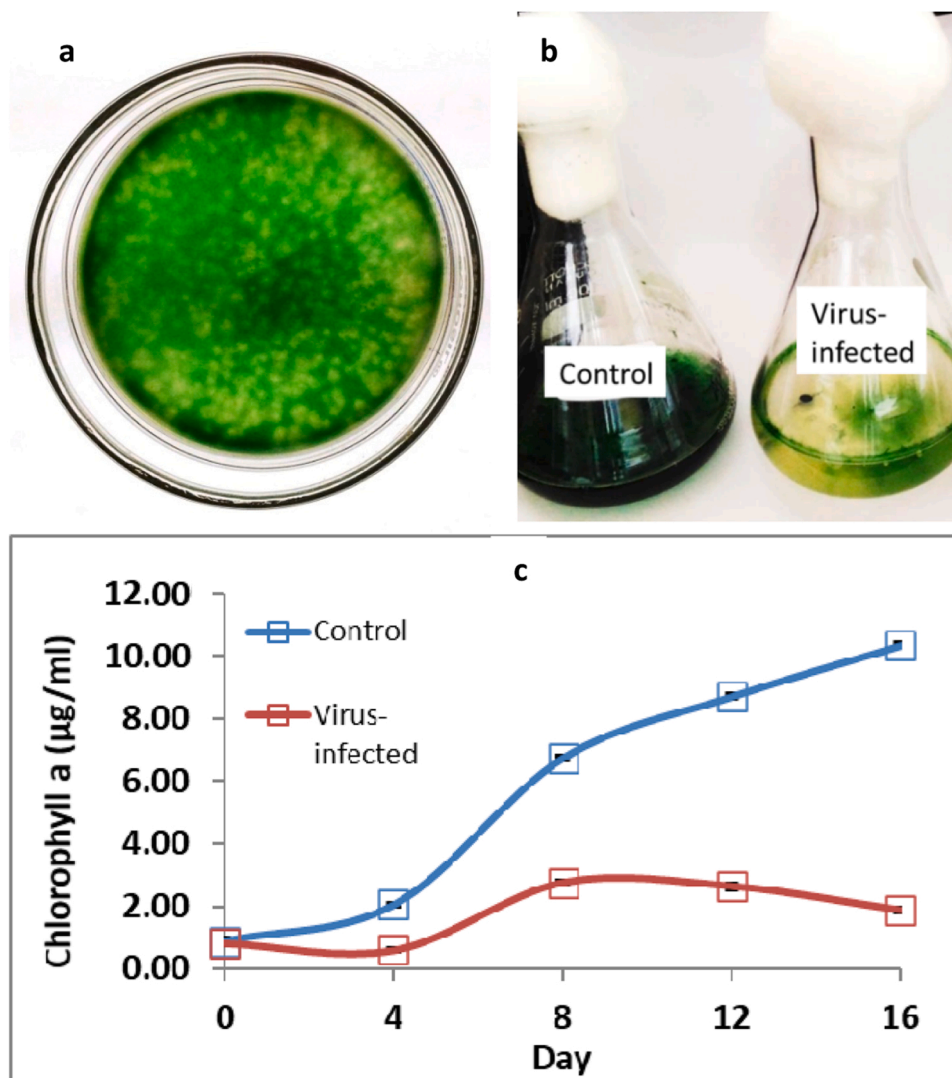 a
b
Control
Virus-
infected
c
Chlorophyll a (µg/ml)
12.00
10.00
8.00
6.00
4.00
2.00
0.00
Control
Virus-
infected
0 4 8 12 16
Day